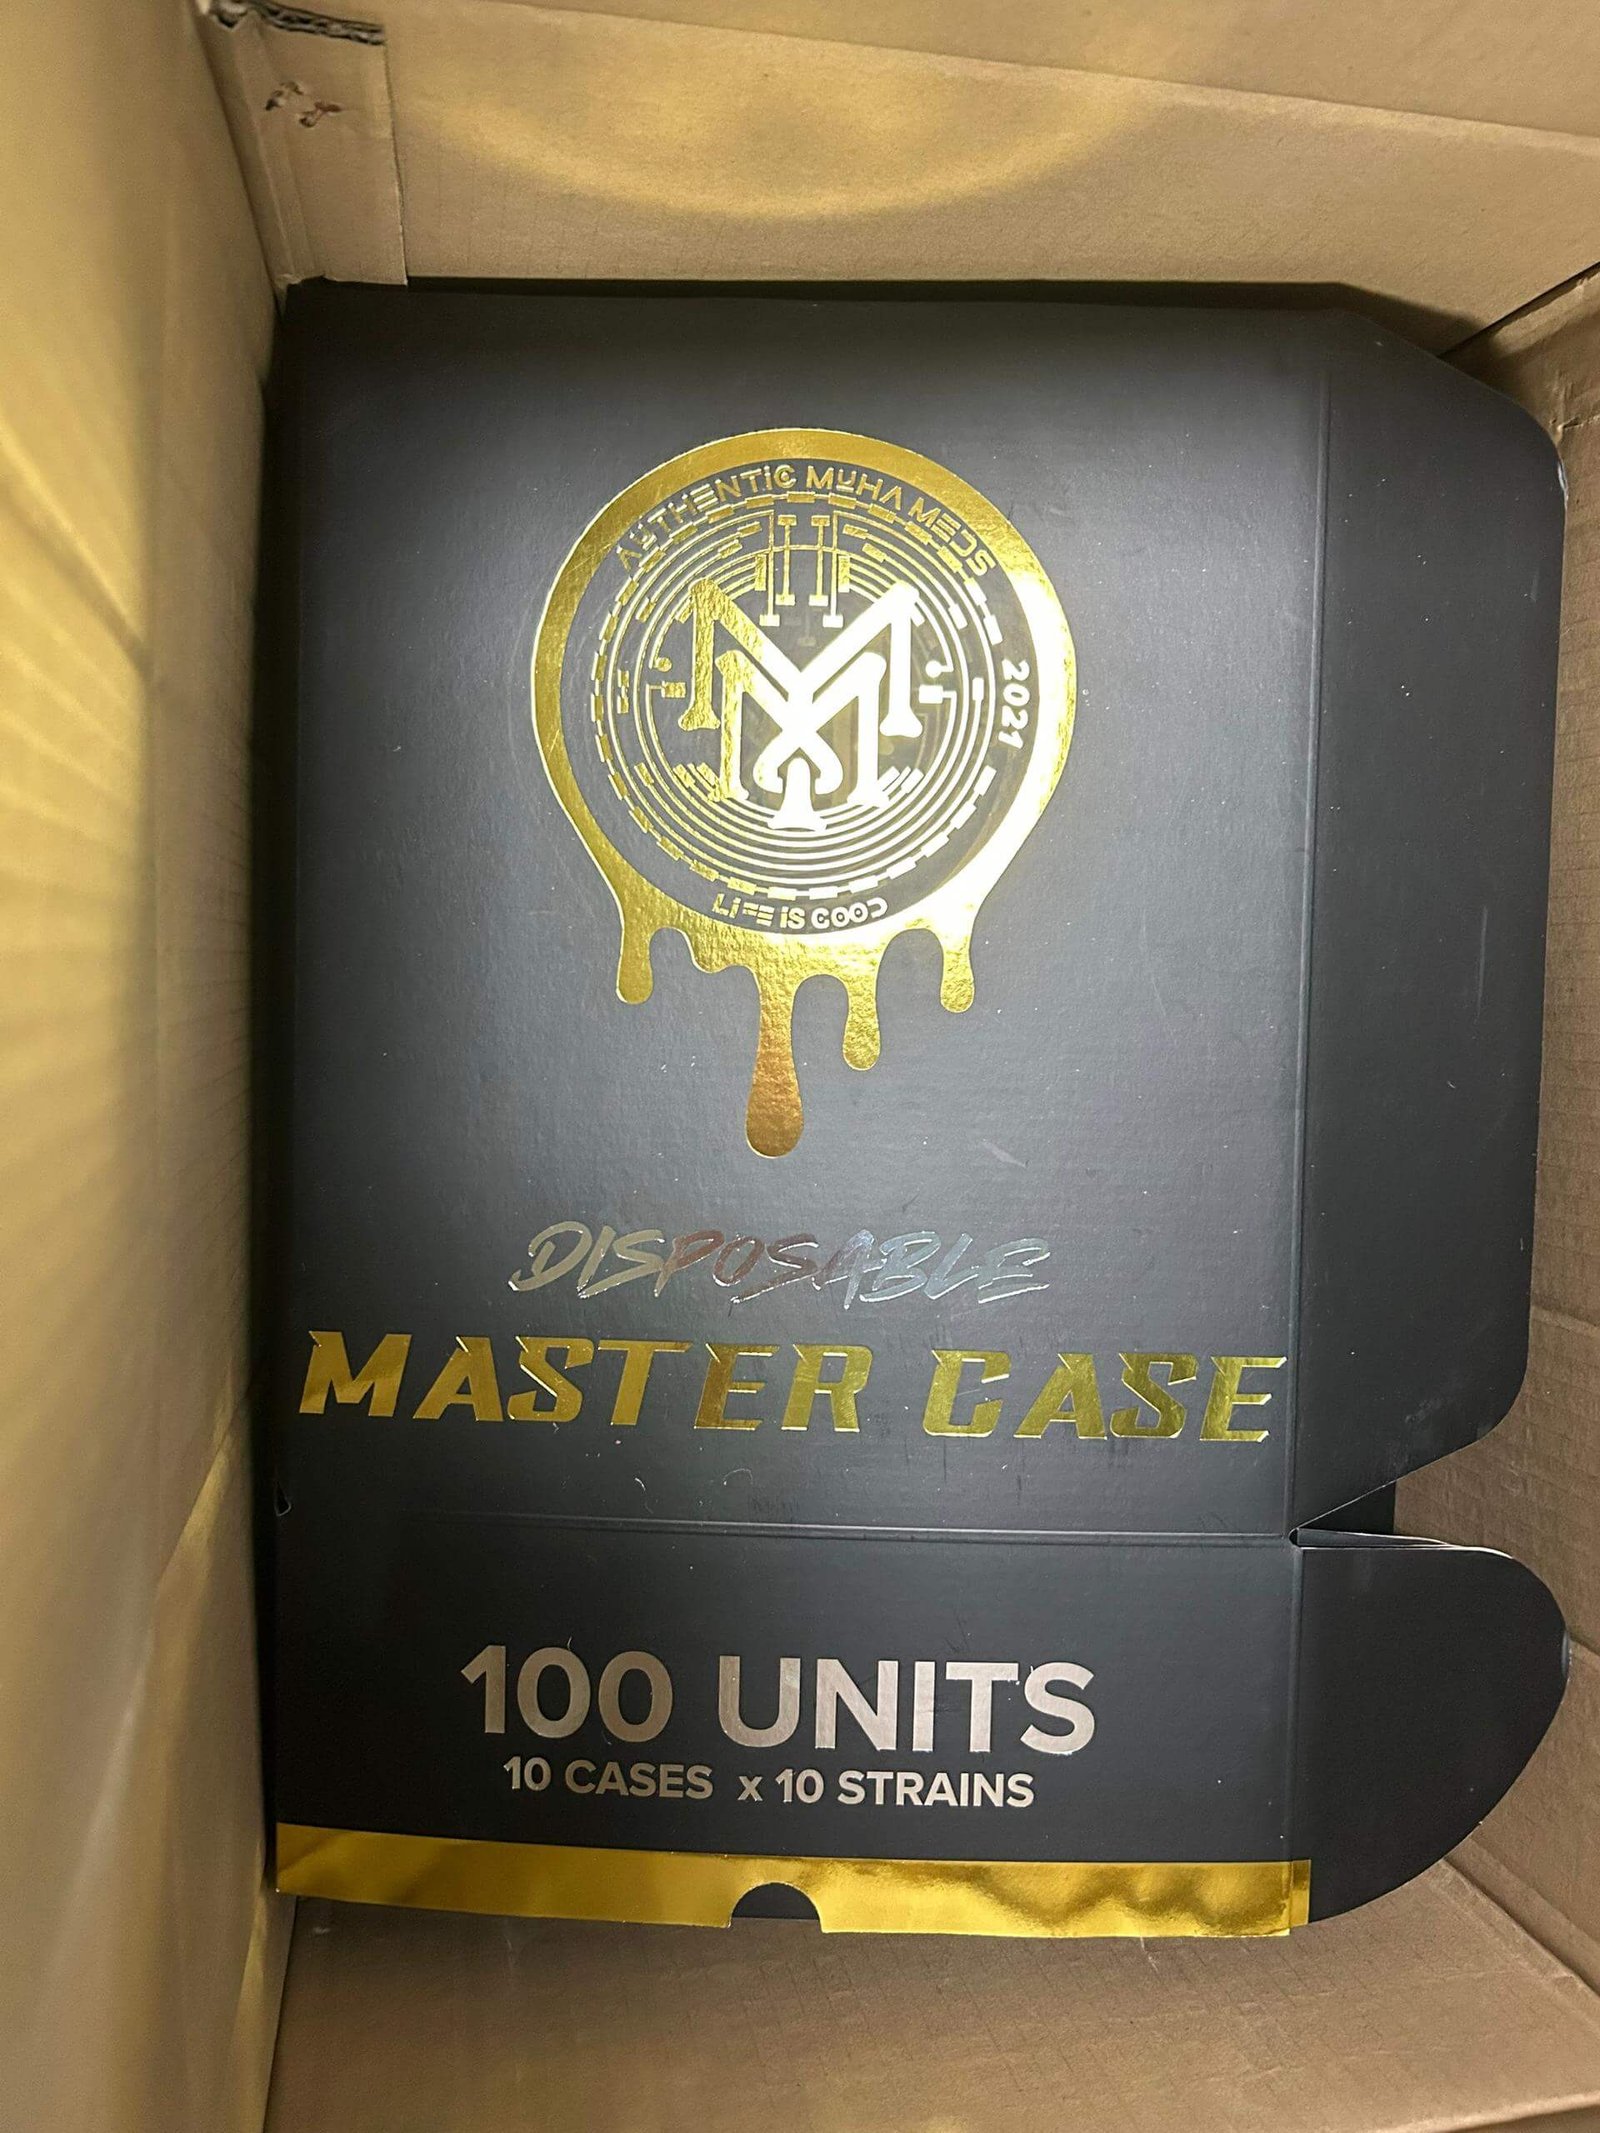 AUTHENTIC MUHA MEDS
2021
LIFE IS GOOD
DISPOSABLE
MASTER CASE
100 UNITS
10 CASES x 10 STRAINS